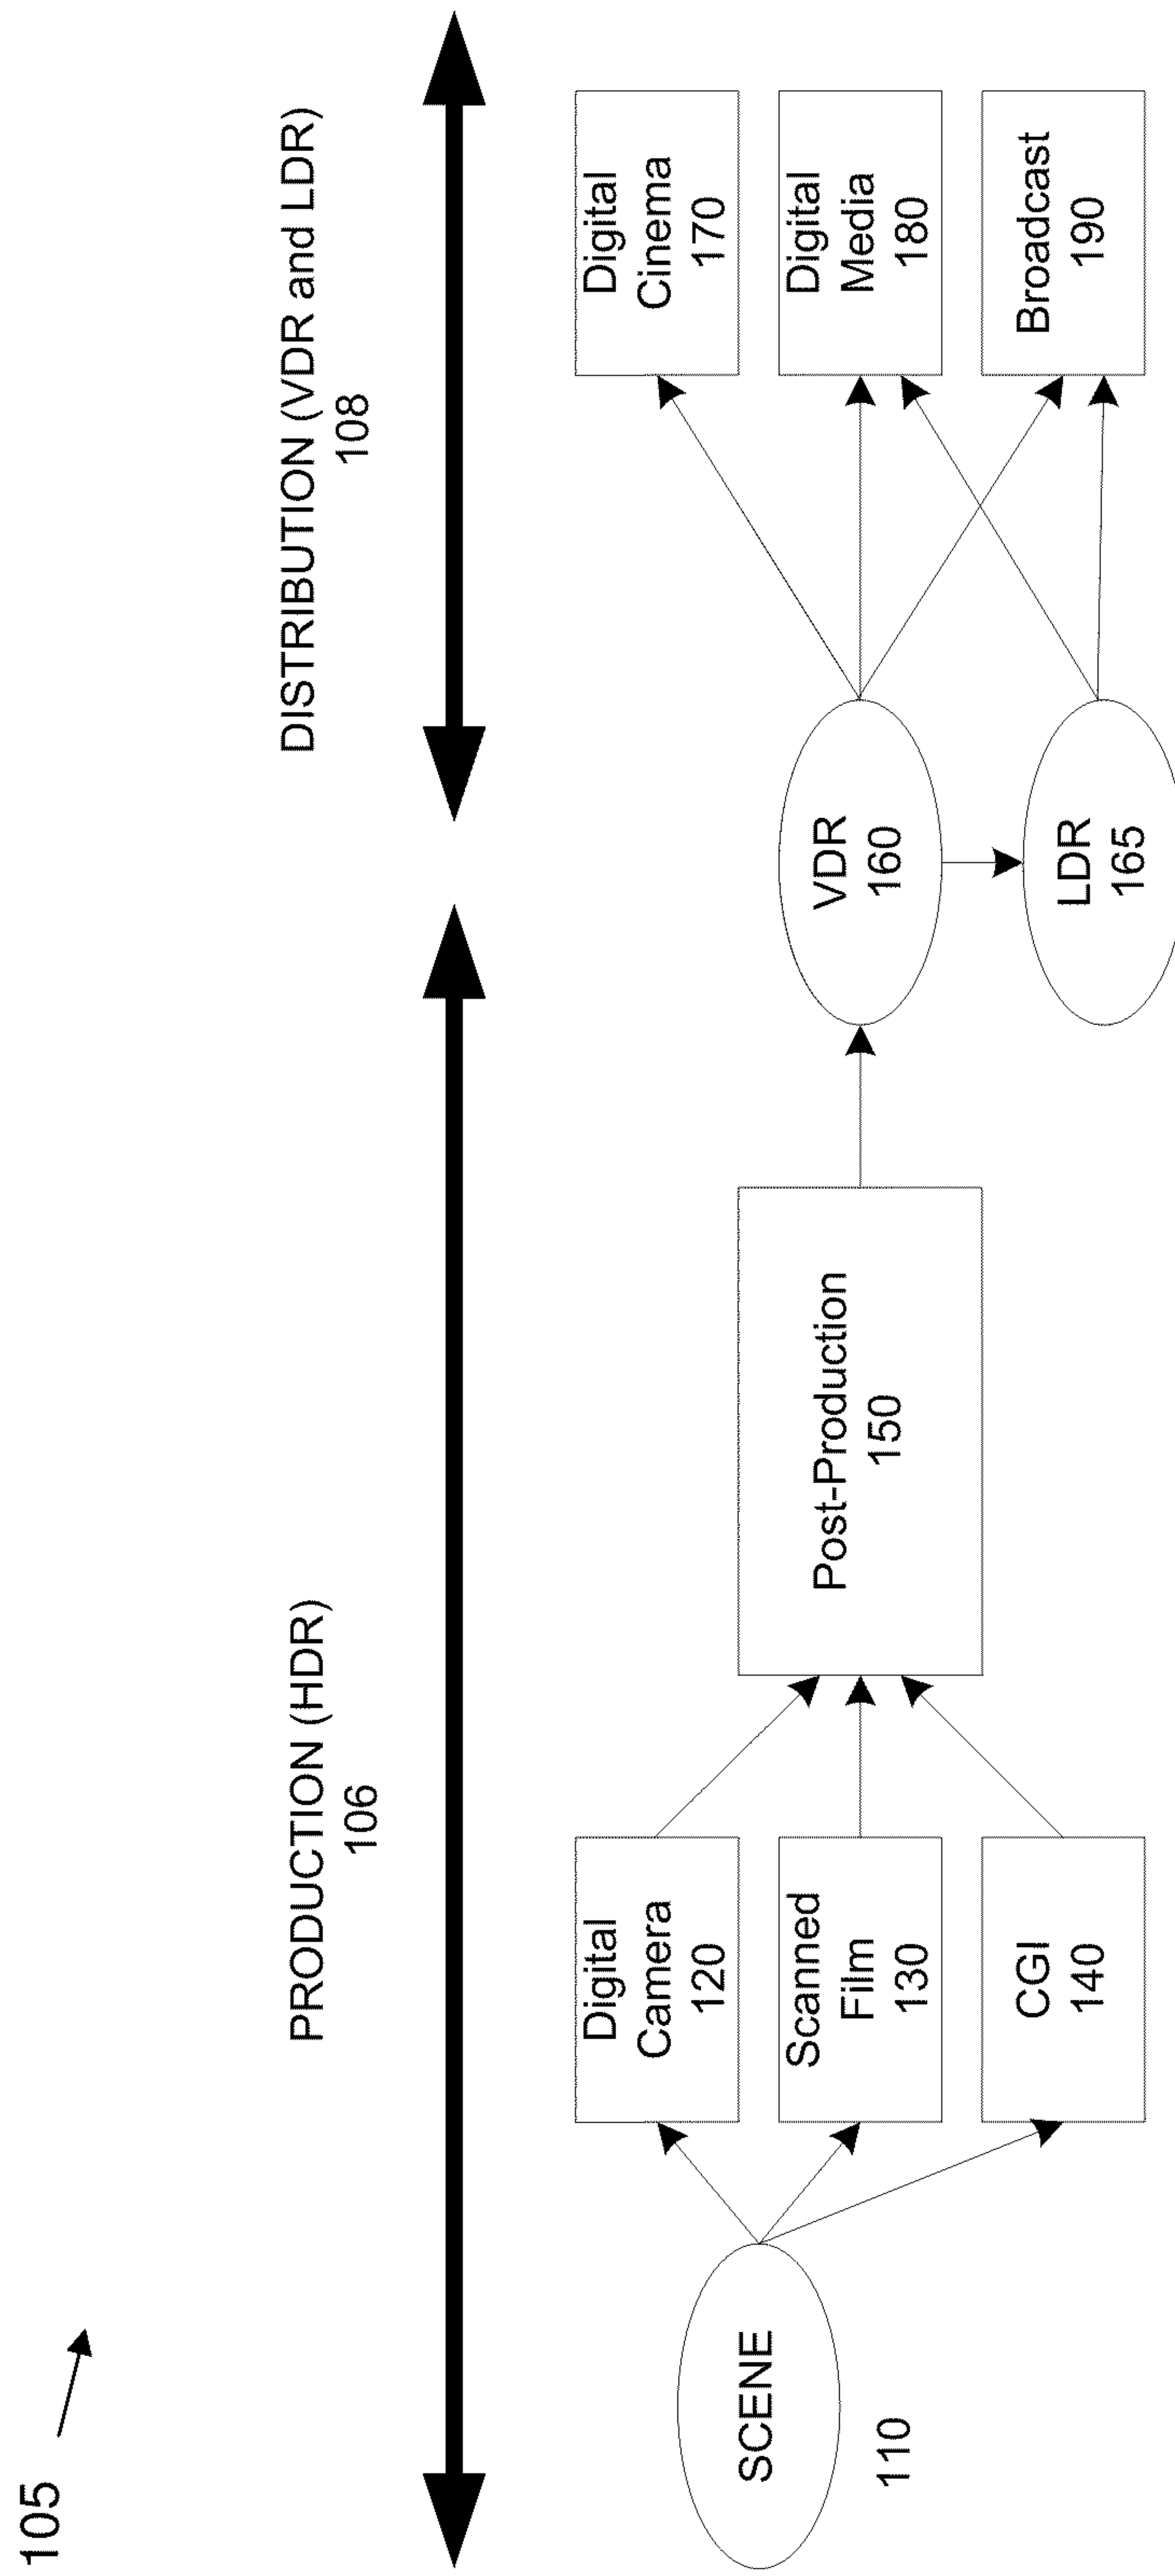 105
PRODUCTION (HDR)
106
DISTRIBUTION (VDR and LDR)
108
SCENE
110
Digital
Camera
120
Scanned
Film
130
CGI
140
Post-Production
150
VDR
160
LDR
165
Digital
Cinema
170
Digital
Media
180
Broadcast
190